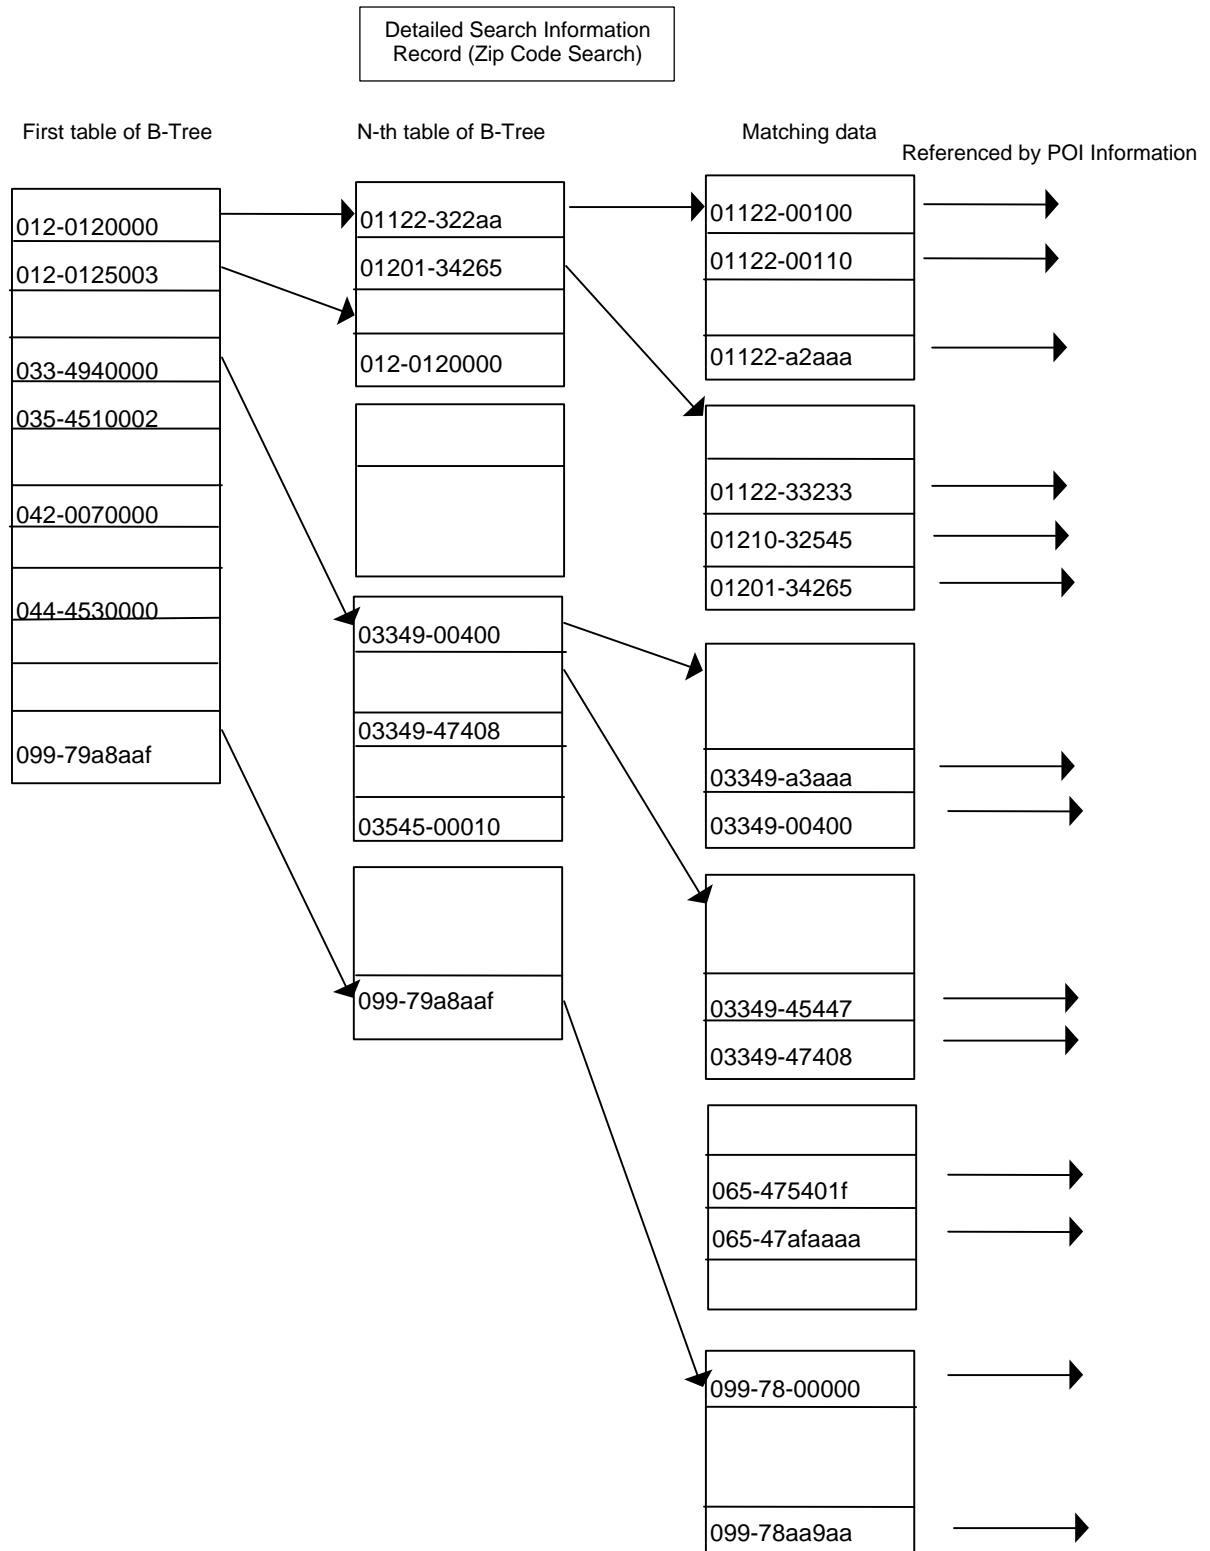 Detailed Search Information
Record (Zip Code Search)
First table of B-Tree
N-th table of B-Tree
Matching data
Referenced by POI Information
012-0120000
012-0125003
033-4940000
035-4510002
042-0070000
044-4530000
099-79a8aaf
01122-322aa
01201-34265
012-0120000
03349-00400
03349-47408
03545-00010
099-79a8aaf
01122-00100
01122-00110
01122-a2aaa
01122-33233
01210-32545
01201-34265
03349-a3aaa
03349-00400
03349-45447
03349-47408
065-475401f
065-47afaaaa
099-78-00000
099-78aa9aa